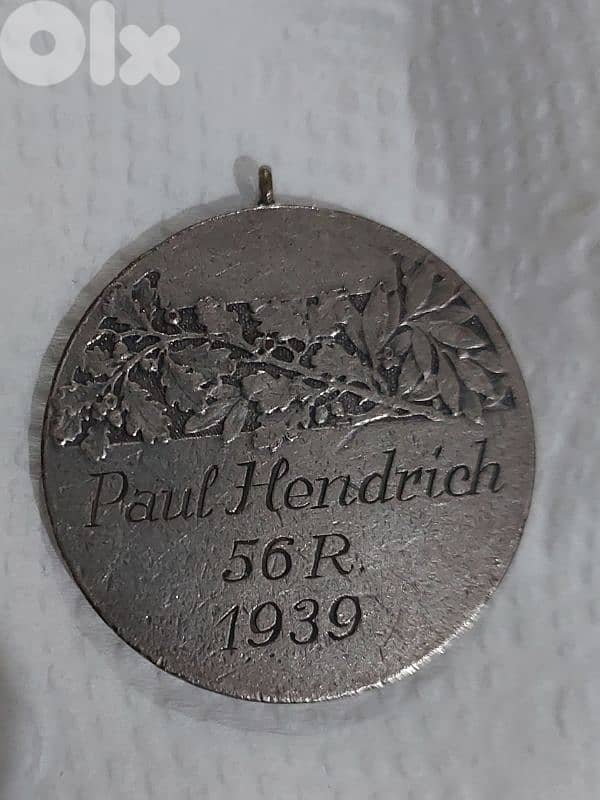 Olx
Paul Hendrich
56 R.
1939